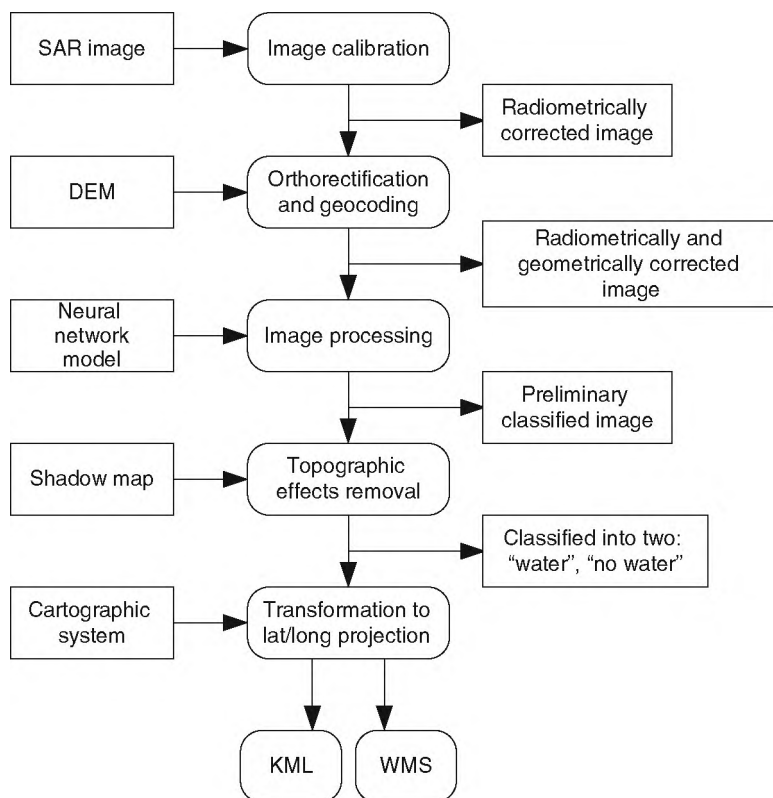 SAR image
Image calibration
Radiometrically
corrected image
DEM
Orthorectification
and geocoding
Radiometrically and
geometrically corrected
image
Neural
network
model
Image processing
Preliminary
classified image
Shadow map
Topographic
effects removal
Classified into two:
“water”, “no water”
Cartographic
system
Transformation to
lat/long projection
KML
WMS